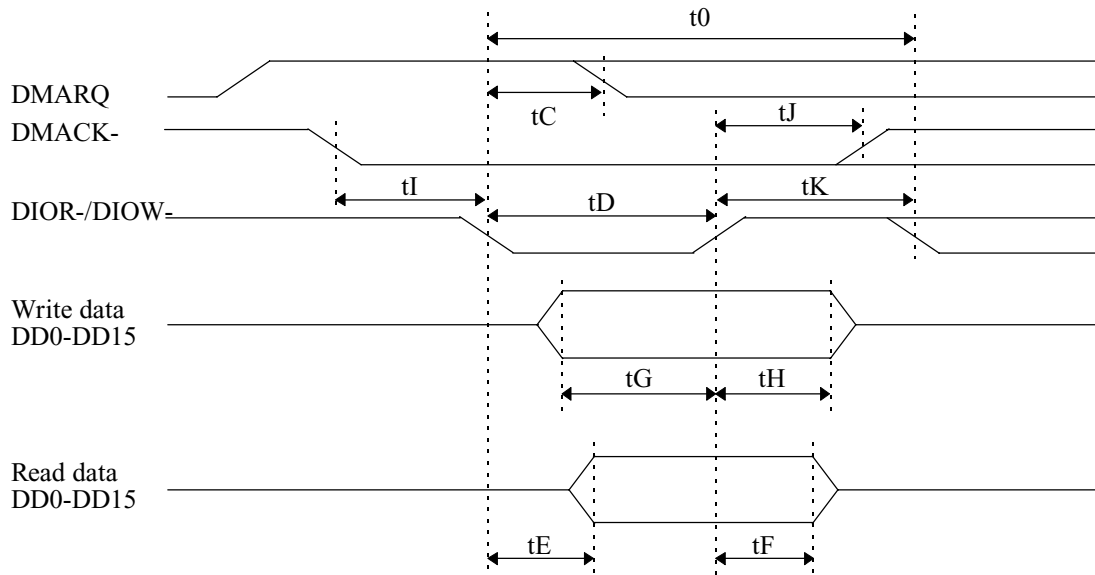 t0
DMARQ
tC
tJ
DMACK-
tI
tK
tD
DIOR-/DIOW-
Write data
DD0-DD15
tG
tH
Read data
DD0-DD15
tE
tF